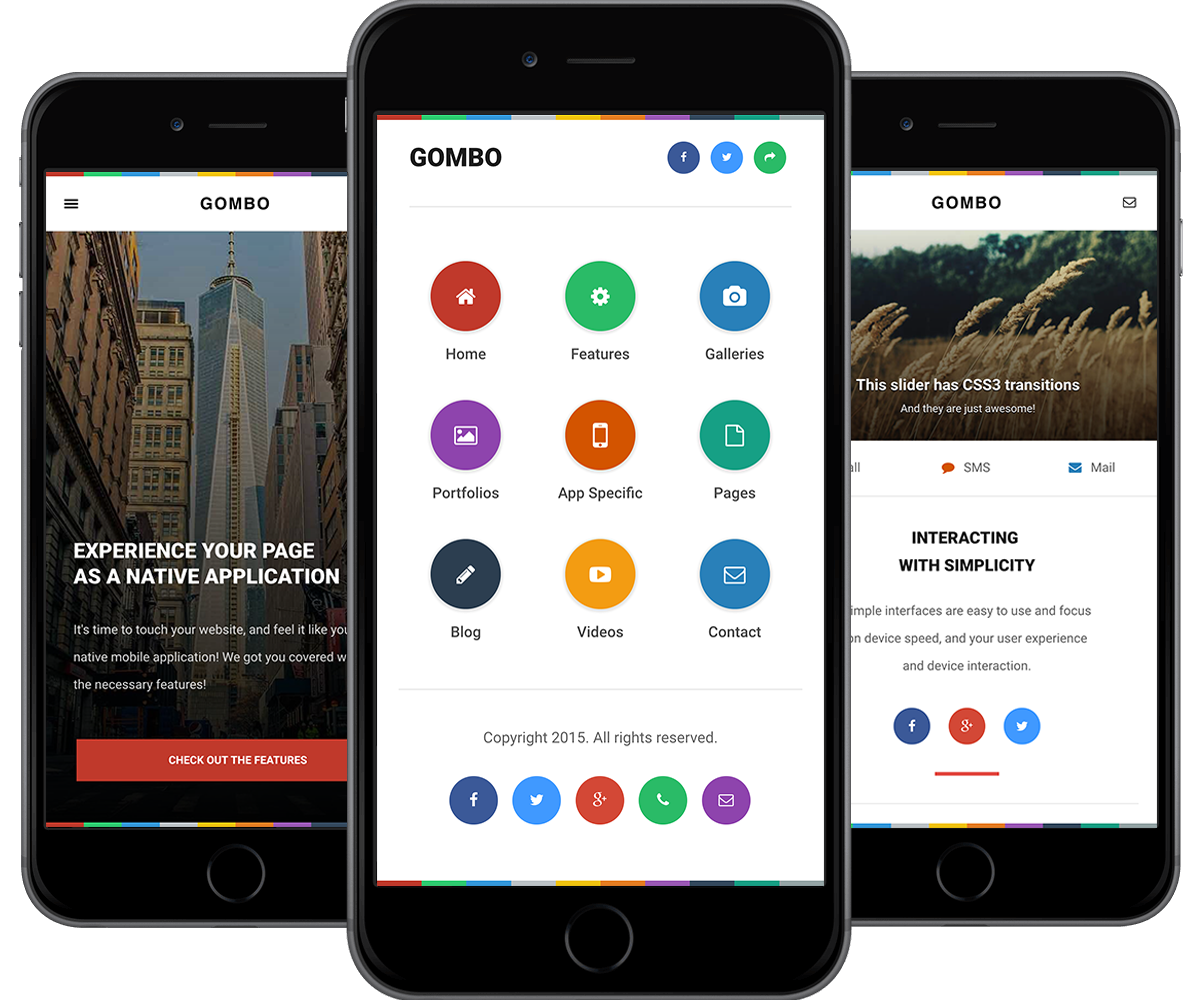 GOMBO
EXPERIENCE YOUR PAGE
AS A NATIVE APPLICATION
It's time to touch your website, and feel it like
native mobile application! We got you covered
the necessary features!
CHECK OUT THE FEATURES
GOMBO
Home
Features
Galleries
Portfolios
App Specific
Pages
Blog
Videos
Contact
Copyright 2015. All rights reserved.
GOMBO
This slider has CSS3 transitions
And they are just awesome!
SMS
Mail
INTERACTING
WITH SIMPLICITY
interfaces are easy to use and focus
device speed, and your user experience
and device interaction.